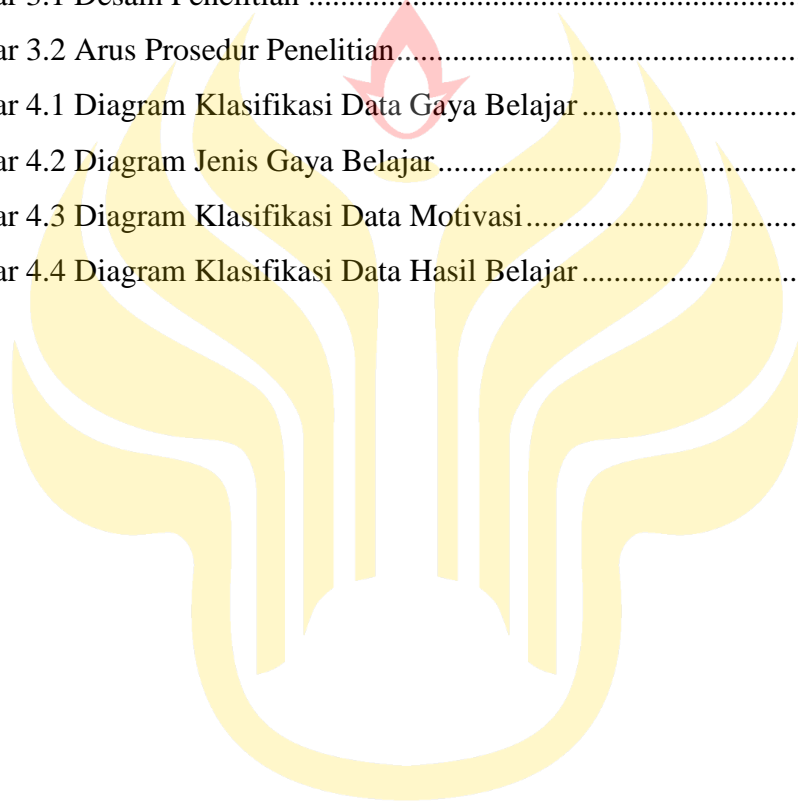 ar 3.1 Desain Penelitian ........................................................
ar 3.2 Arus Prosedur Penelitian ..............................................
ar 4.1 Diagram Klasifikasi Data Gaya Belajar ............................
ar 4.2 Diagram Jenis Gaya Belajar .............................................
ar 4.3 Diagram Klasifikasi Data Motivasi ..................................
ar 4.4 Diagram Klasifikasi Data Hasil Belajar ............................